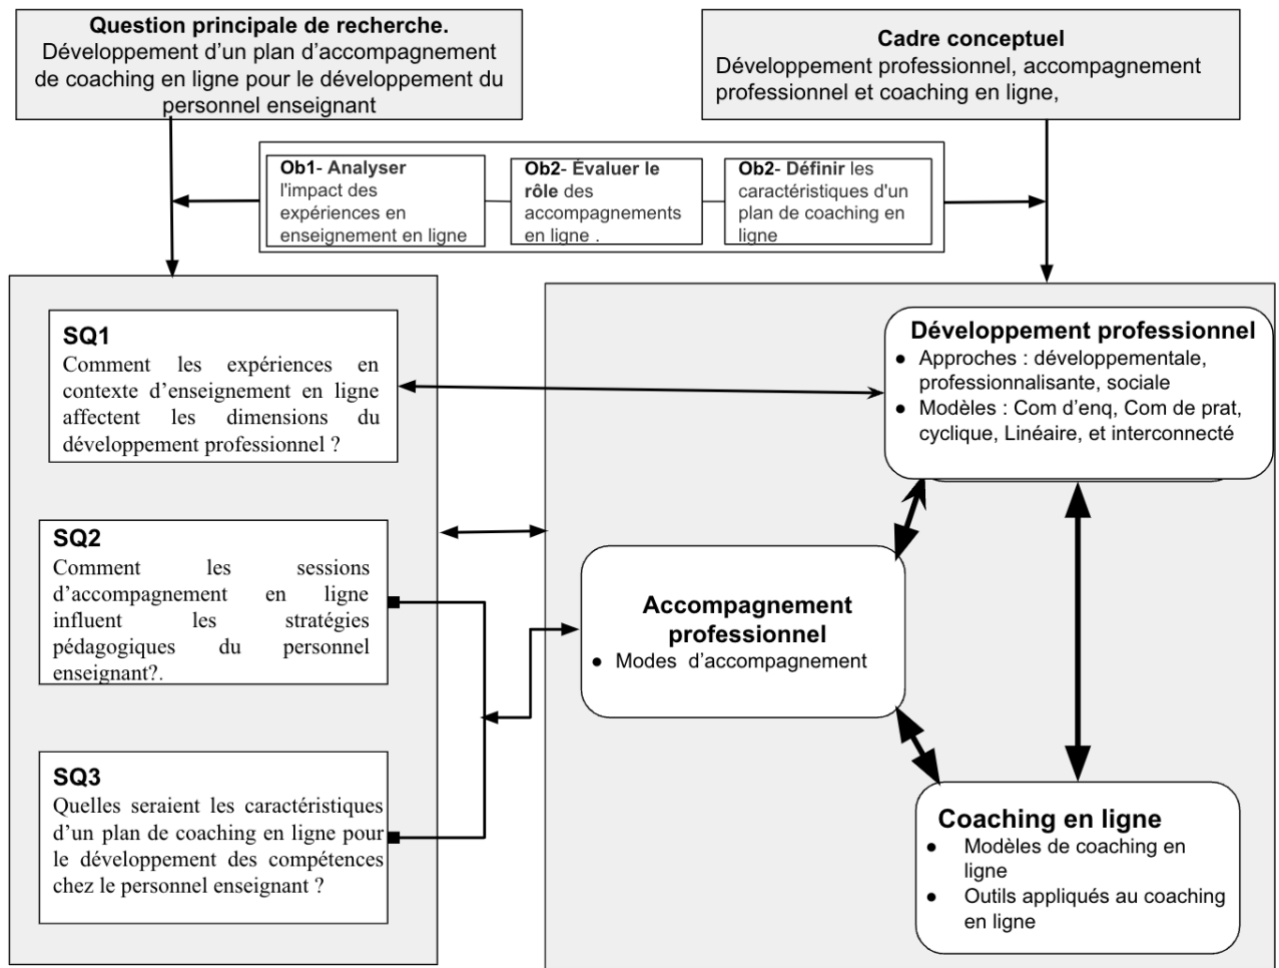 Question principale de recherche.
Développement d'un plan d'accompagnement
de coaching en ligne pour le développement du
personnel enseignant
Cadre conceptuel
Développement professionnel, accompagnement
professionnel et coaching en ligne,
Ob1- Analyser
l'impact des
expériences en
enseignement en ligne
Ob2- Évaluer le
rôle des
accompagnements
en ligne .
Ob2- Définir les
caractéristiques d'un
plan de coaching en
ligne
SQ1
Comment les expériences en
contexte d'enseignement en ligne
affectent les dimensions du
développement professionnel ?
SQ2
Comment les sessions
d'accompagnement en ligne
influent les stratégies
pédagogiques du personnel
enseignant?.
SQ3
Quelles seraient les caractéristiques
d'un plan de coaching en ligne pour
le développement des compétences
chez le personnel enseignant ?
Développement professionnel
● Approches : développementale,
professionnalisante, sociale
● Modèles : Com d'enq, Com de prat,
cyclique, Linéaire, et interconnecté
Accompagnement
professionnel
● Modes d'accompagnement
Coaching en ligne
● Modèles de coaching en
ligne
● Outils appliqués au coaching
en ligne